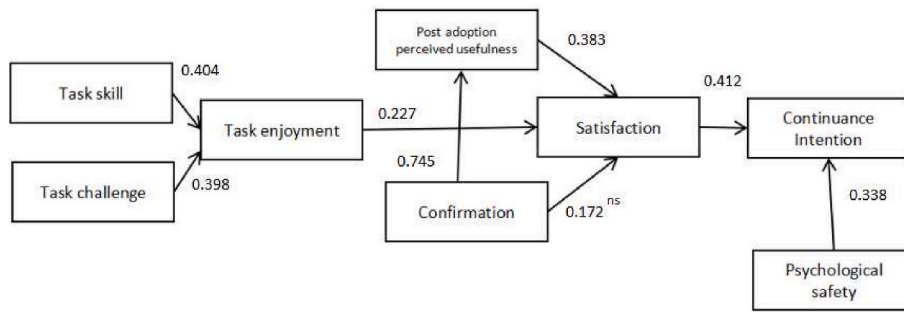 Post adoption
perceived usefulness
0.383
0.404
0.412
Task skill
Task enjoyment
0.227
Satisfaction
Continuance
Intention
Task challenge
0.398
0.745
Confirmation
0.172 ns
0.338
Psychological
safety